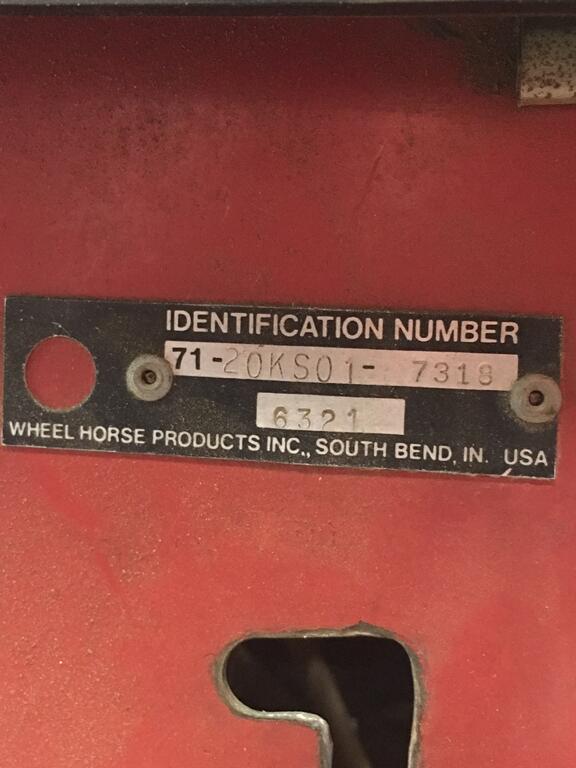 IDENTIFICATION NUMBER
71-20KS01- 7318
6321
WHEEL HORSE PRODUCTS INC., SOUTH BEND, IN. USA